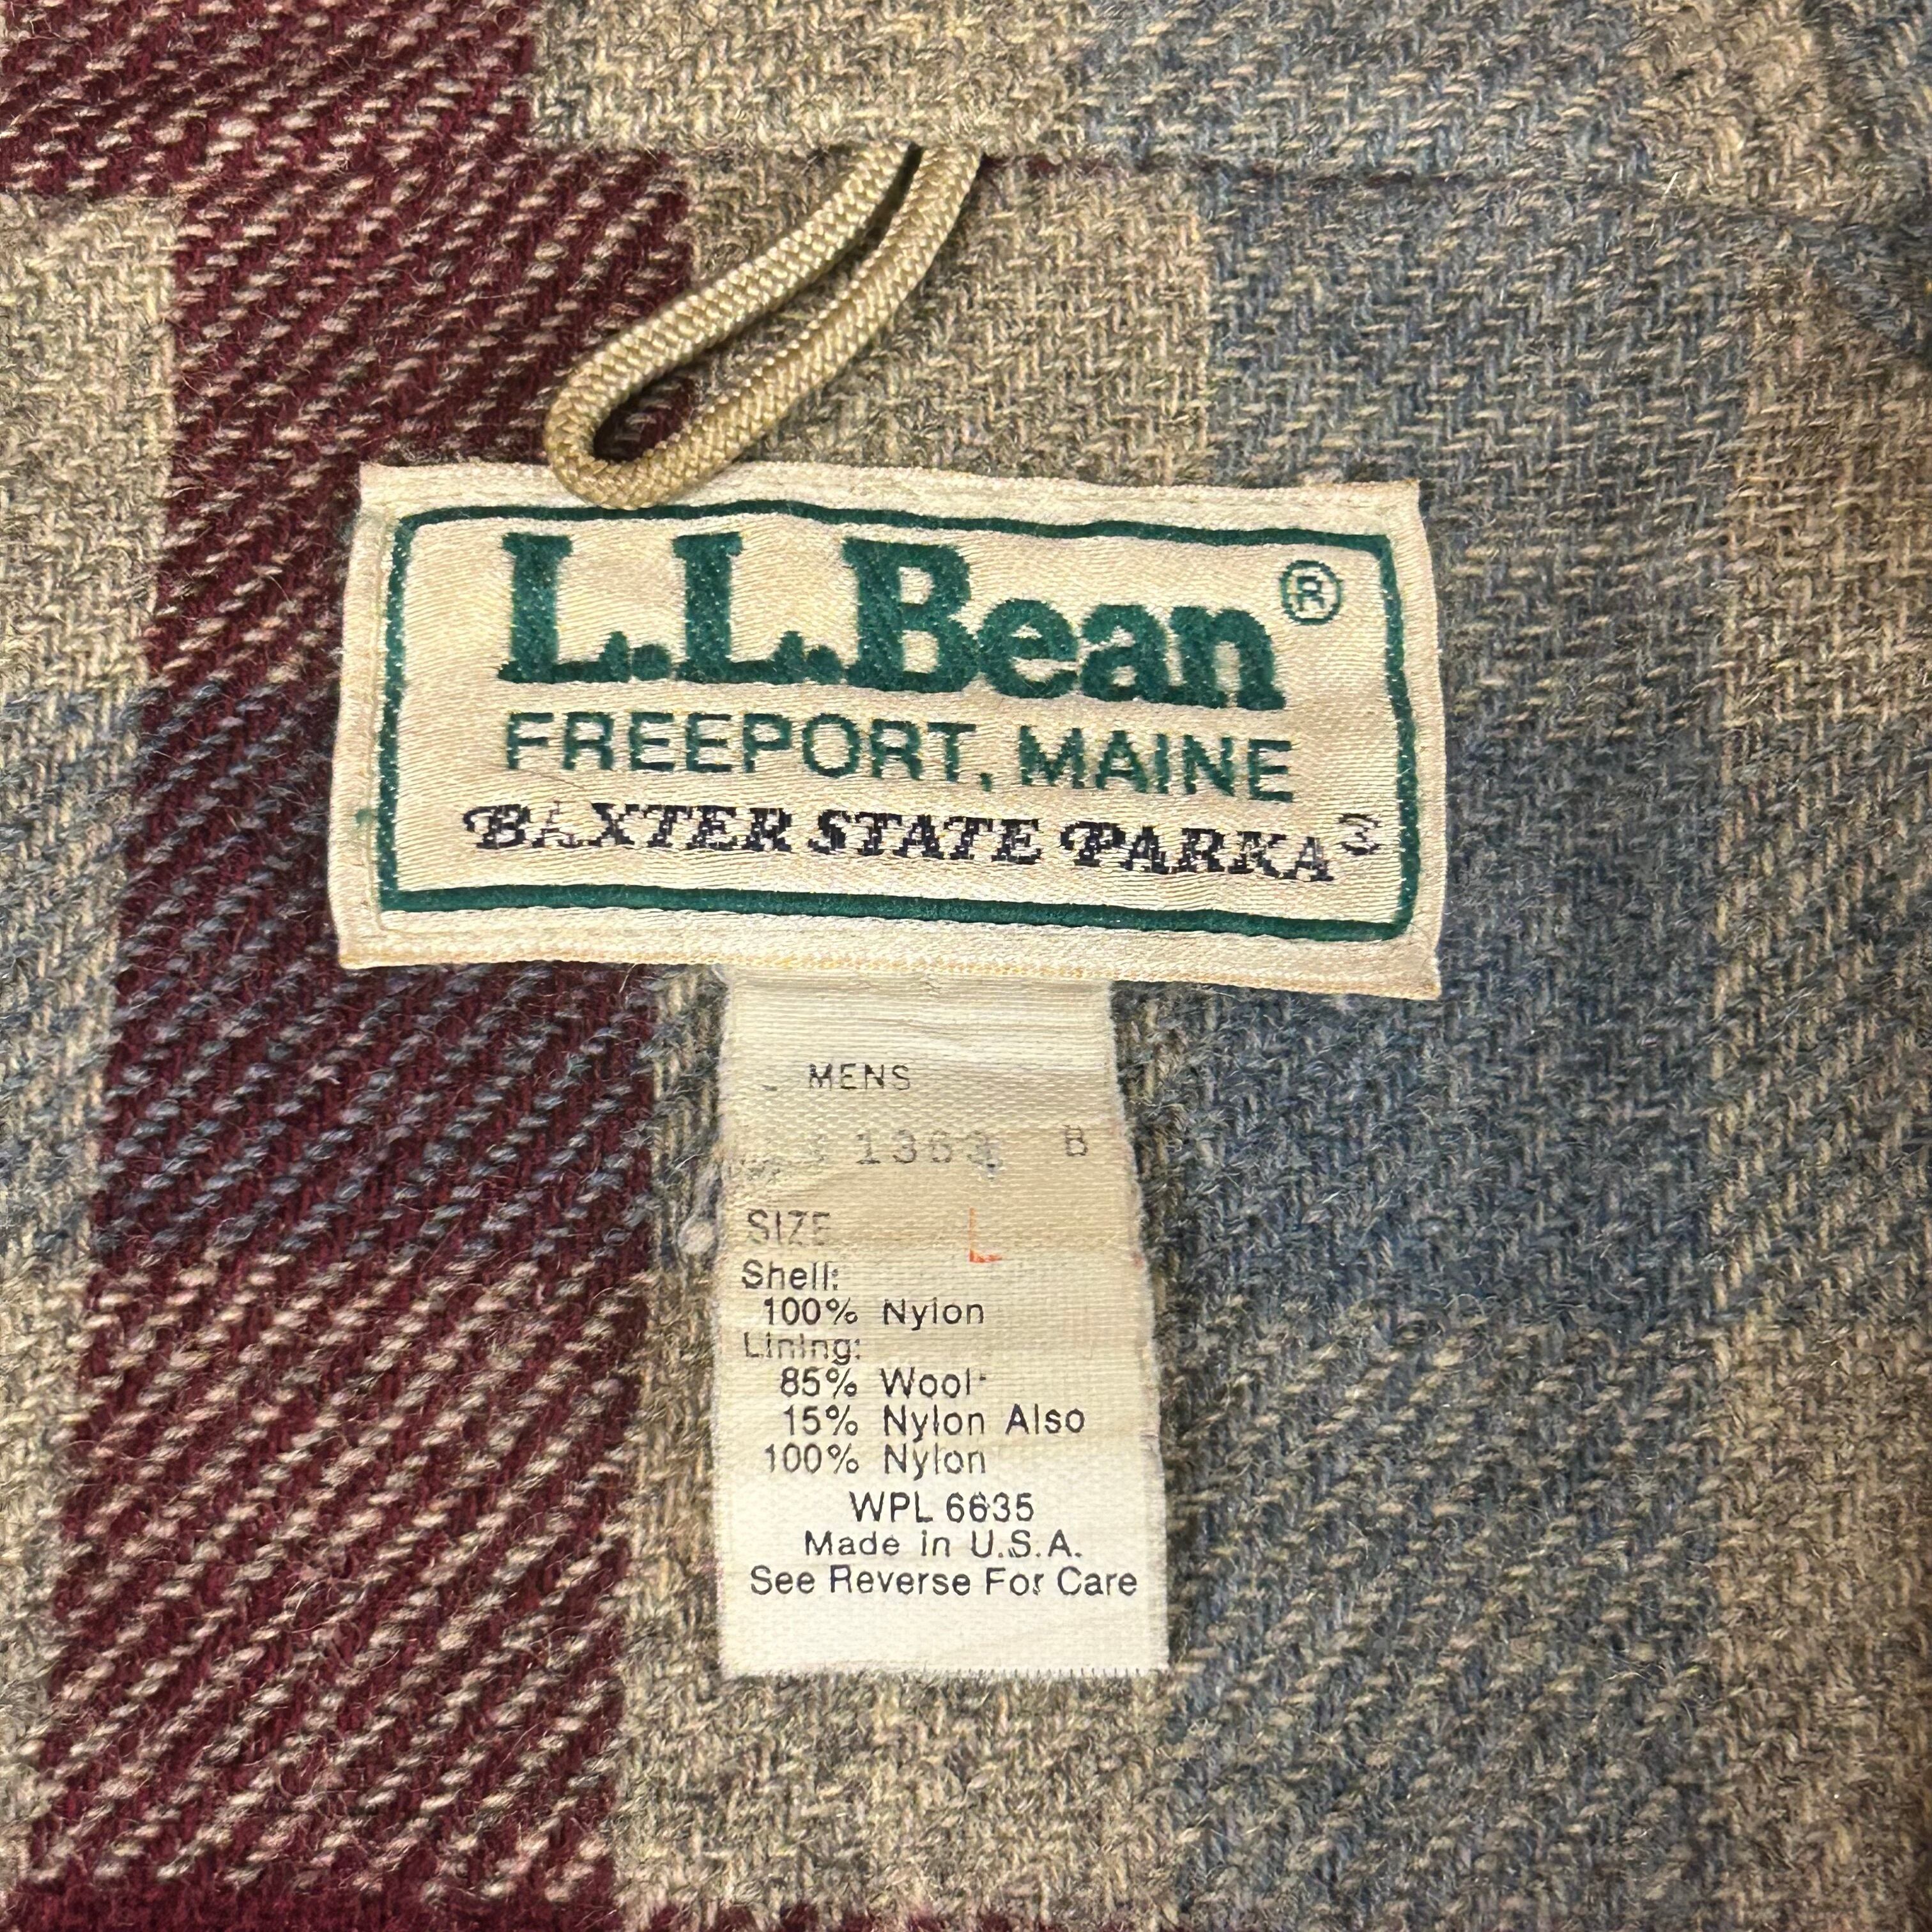 L.L.Bean®
FREEPORT, MAINE
BAXTER STATE PARKA®
MENS
B
SIZE L
Shell:
100% Nylon
Lining:
85% Wool
15% Nylon Also
100% Nylon
WPL 6635
Made in U.S.A.
See Reverse For Care